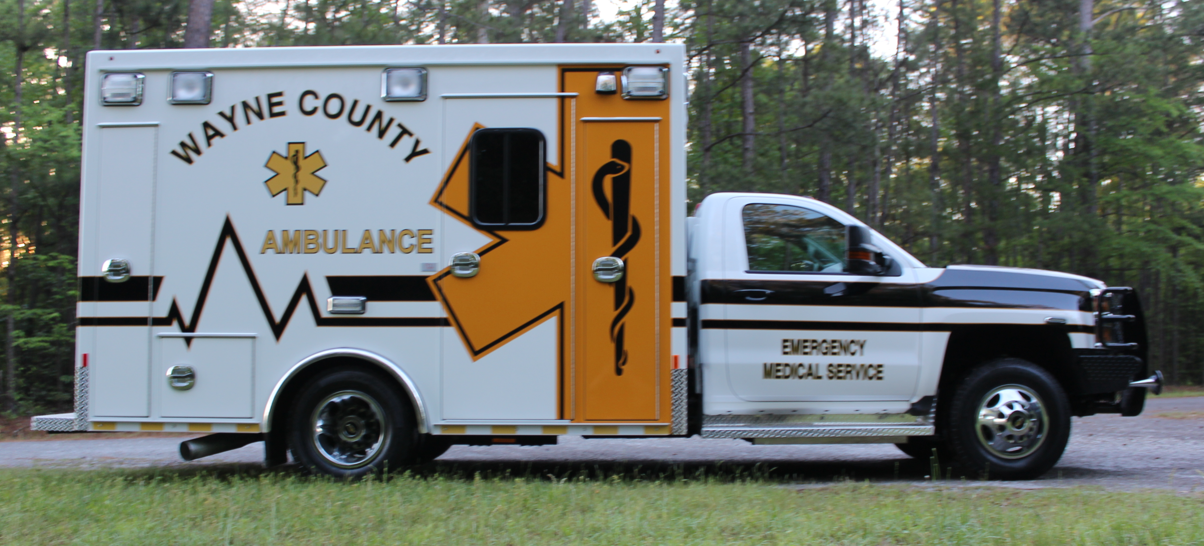 WAYNE COUNTY
AMBULANCE
EMERGENCY
MEDICAL SERVICE